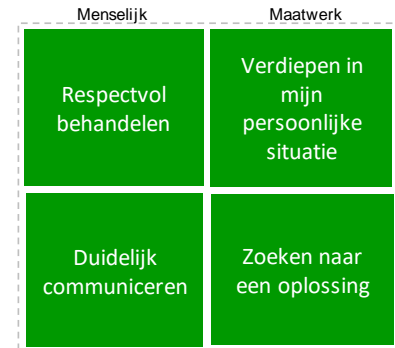 Menselijk
Maatwerk
Respectvol
behandelen
Verdiepen in
mijn
persoonlijke
situatie
Duidelijk
communiceren
Zoeken naar
een oplossing